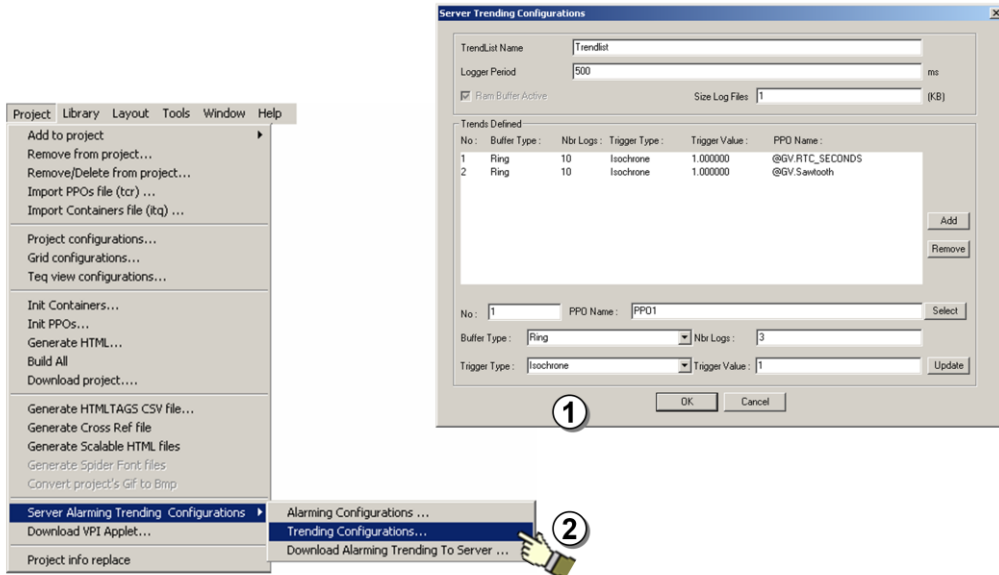 Project Library Layout Tools Window Help
Add to project
Remove from project...
Remove/Delete from project...
Import PPOs file (tcr) ...
Import Containers file (itq) ...
Project configurations...
Grid configurations...
Teq view configurations...
Init Containers...
Init PPOs...
Generate HTML...
Build All
Download project....
Generate HTMLTAGS CSV file...
Generate Cross Ref file
Generate Scalable HTML files
Generate Spider Font files
Convert project's Gif to Bmp
Server Alarming Trending Configurations
Download VPI Applet...
Project info replace
Alarming Configurations ...
Trending Configurations...
Download Alarming Trending To Server ...
2
Server Trending Configurations
TrendList Name Trendlist
Logger Period 500 ms
Ram Buffer Active Size Log Files 1 (KB)
Trends Defined
No : Buffer Type : Nbr Logs : Trigger Type : Trigger Value : PPO Name :
1 Ring 10 Isochrone 1.000000 @GV.RTC_SECONDS
2 Ring 10 Isochrone 1.000000 @GV.Sawtooth
Add
Remove
No : 1 PPO Name : PPO1 Select
Buffer Type : Ring Nbr Logs : 3
Trigger Type : Isochrone Trigger Value : 1 Update
OK Cancel
1